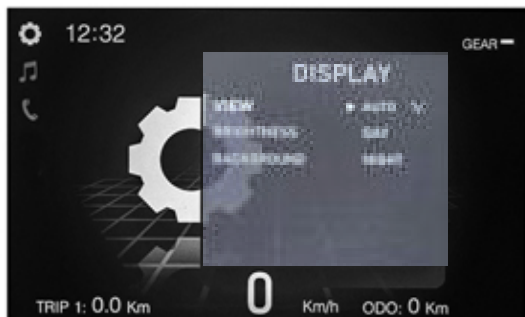 12:32
GEAR –
DISPLAY
VIEW AUTO
BRIGHTNESS DAY
BACKGROUND NIGHT
TRIP 1: 0.0 Km 0 Km/h ODO: 0 Km